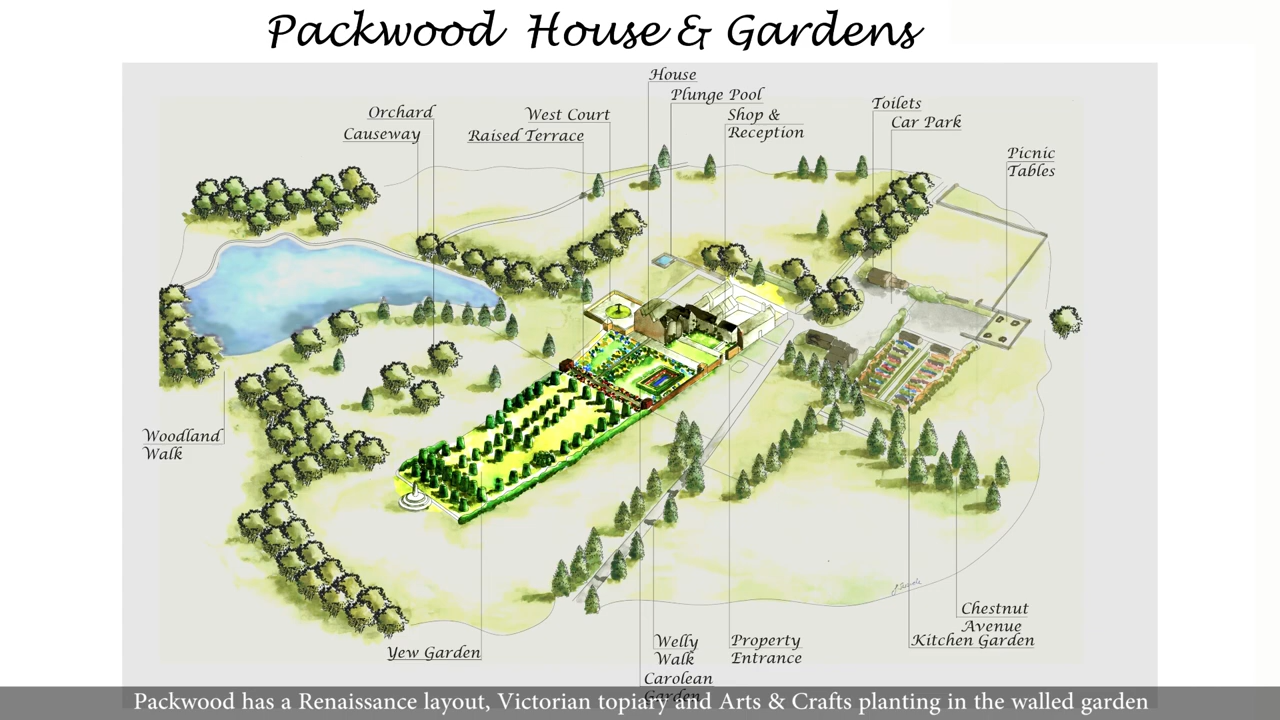 Packwood House & Gardens
House
Plunge Pool
Orchard
West Court
Shop &
Reception
Toilets
Car Park
Causeway
Raised Terrace
Picnic
Tables
Woodland
Walk
Chestnut
Avenue
Kitchen Garden
Yew Garden
Welly
Walk
Property
Entrance
Carolean
Garden
Packwood has a Renaissance layout, Victorian topiary and Arts & Crafts planting in the walled garden